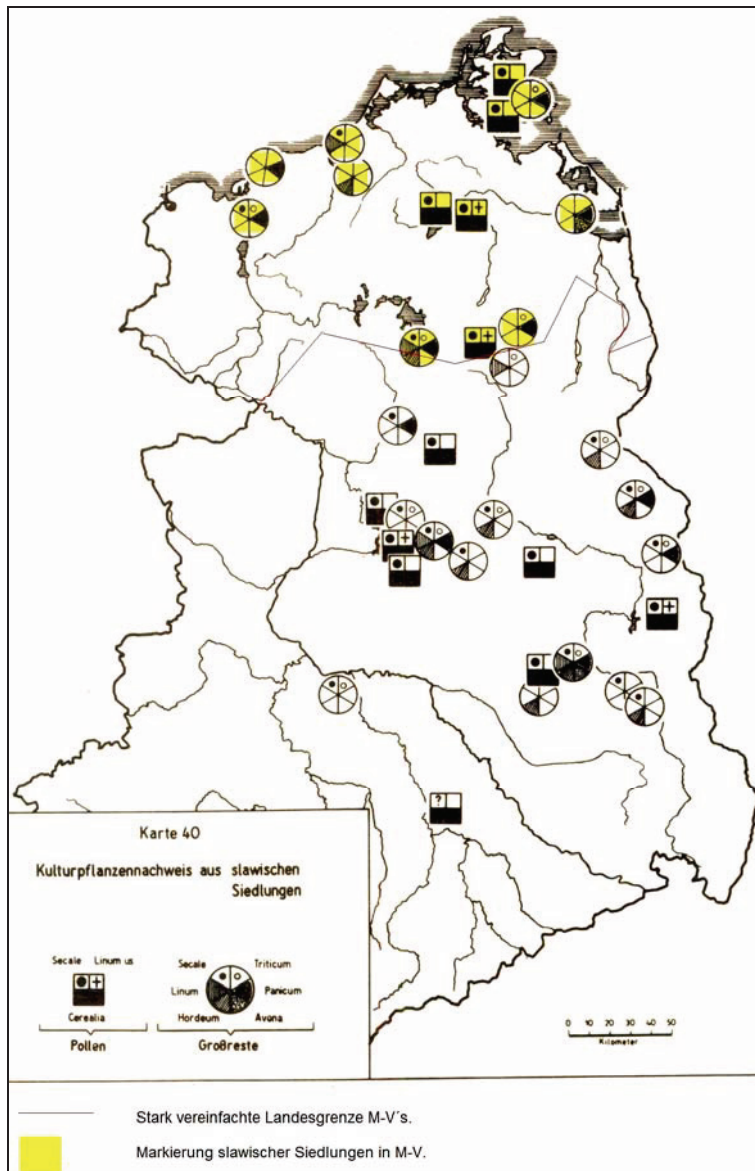 Karte 40
Kulturpflanzennachweis aus slawischen
Siedlungen
Secale Linum us
Cerealia
Pollen
Secale Triticum
Linum Panicum
Hordeum Avena
Großreste
0 10 20 30 40 50
Kilometer
?
Stark vereinfachte Landesgrenze M-V´s.
Markierung slawischer Siedlungen in M-V.